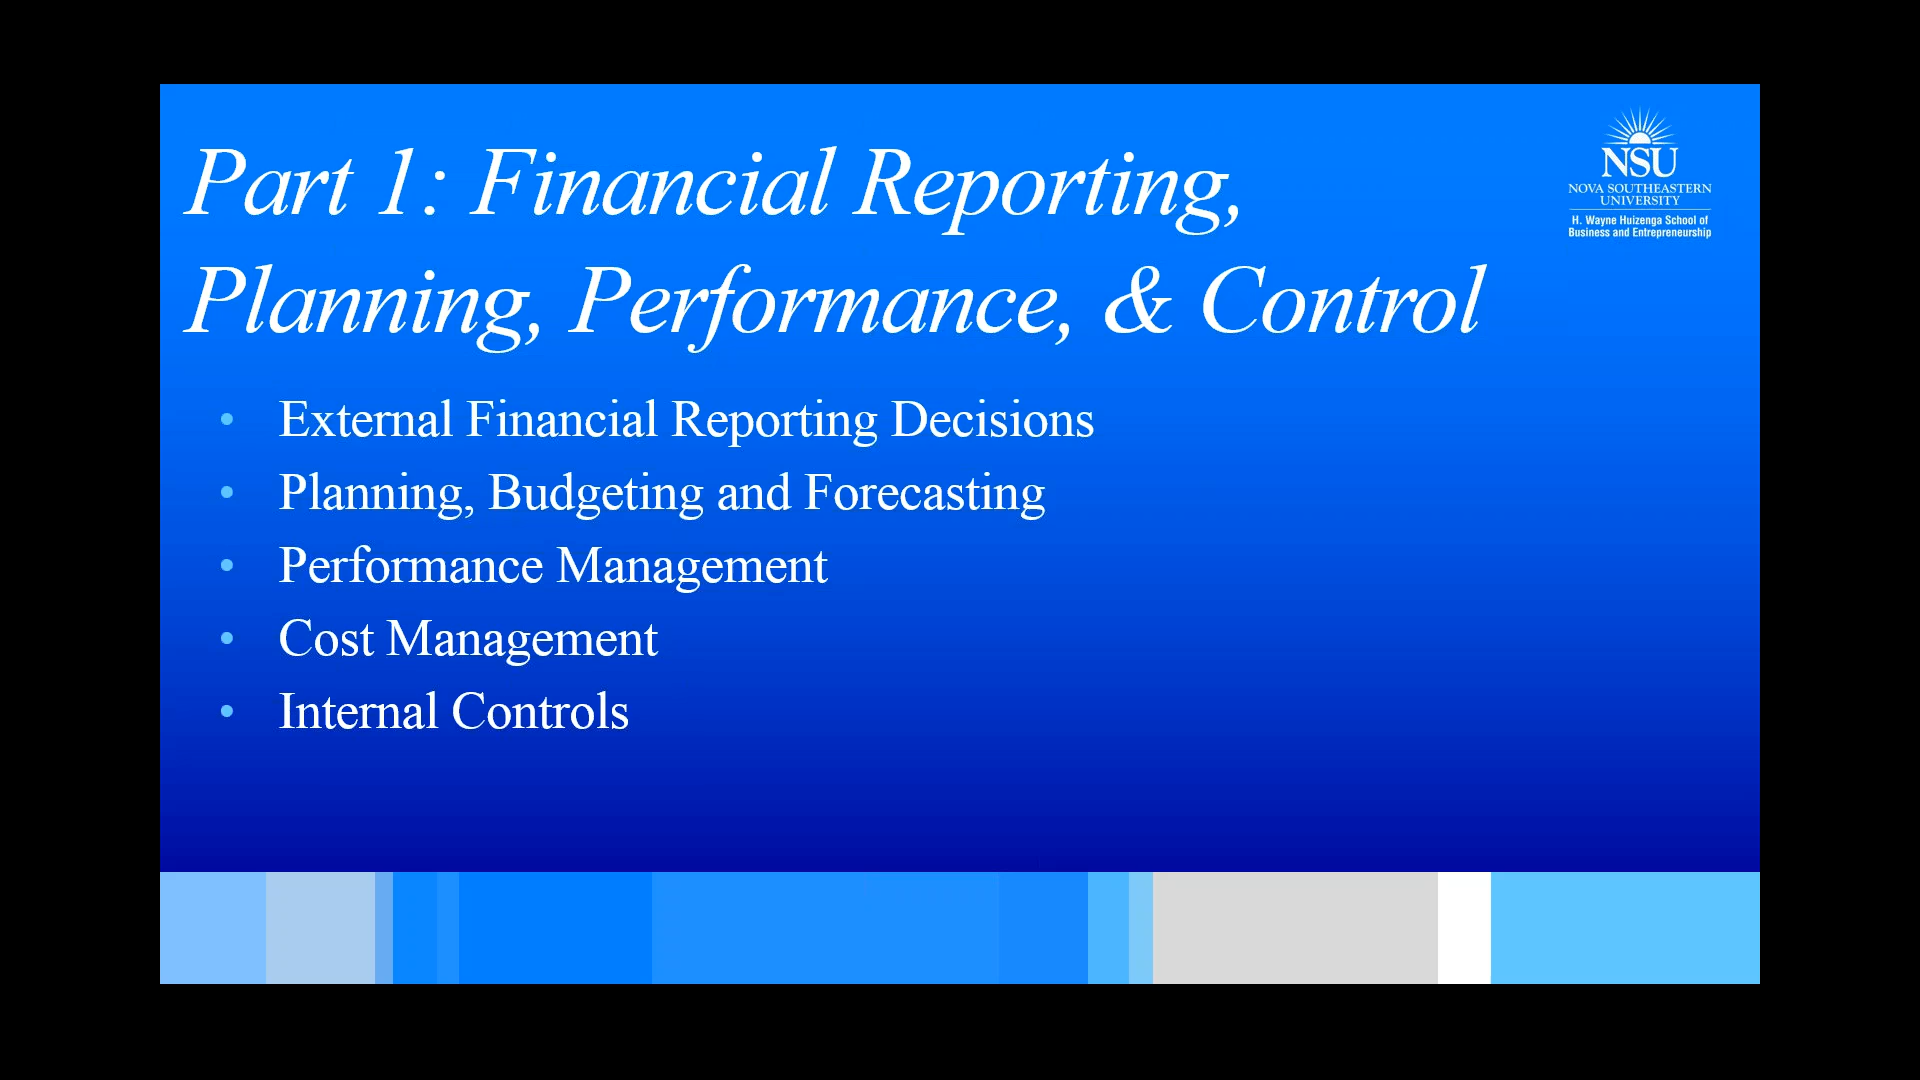 Part 1: Financial Reporting,
Planning, Performance, & Control
NSU
NOVA SOUTHEASTERN
UNIVERSITY
H. Wayne Huizenga School of
Business and Entrepreneurship
• External Financial Reporting Decisions
• Planning, Budgeting and Forecasting
• Performance Management
• Cost Management
• Internal Controls